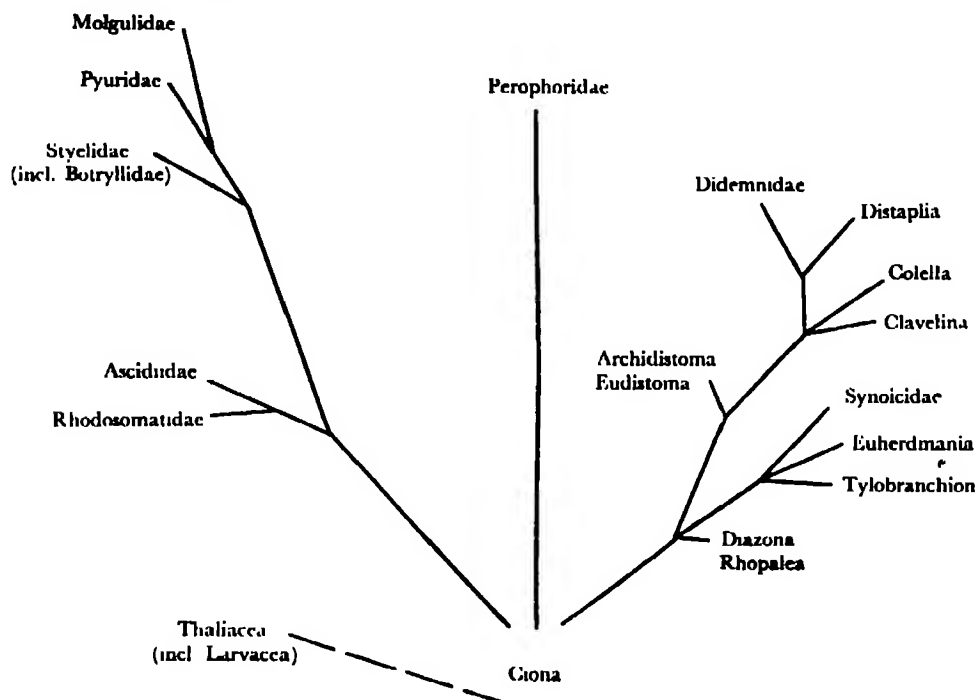 Molgulidae
Pyuridae
Styelidae
(incl. Botryllidae)
Perophoridae
Didemnidae
Distaplia
Colella
Clavelina
Archidistoma
Eudistoma
Ascidiidae
Rhodosomatidae
Synoicidae
Euherdmania
Tylobranchion
Diazona
Rhopalea
Thaliacea
(incl Larvacea)
Ciona